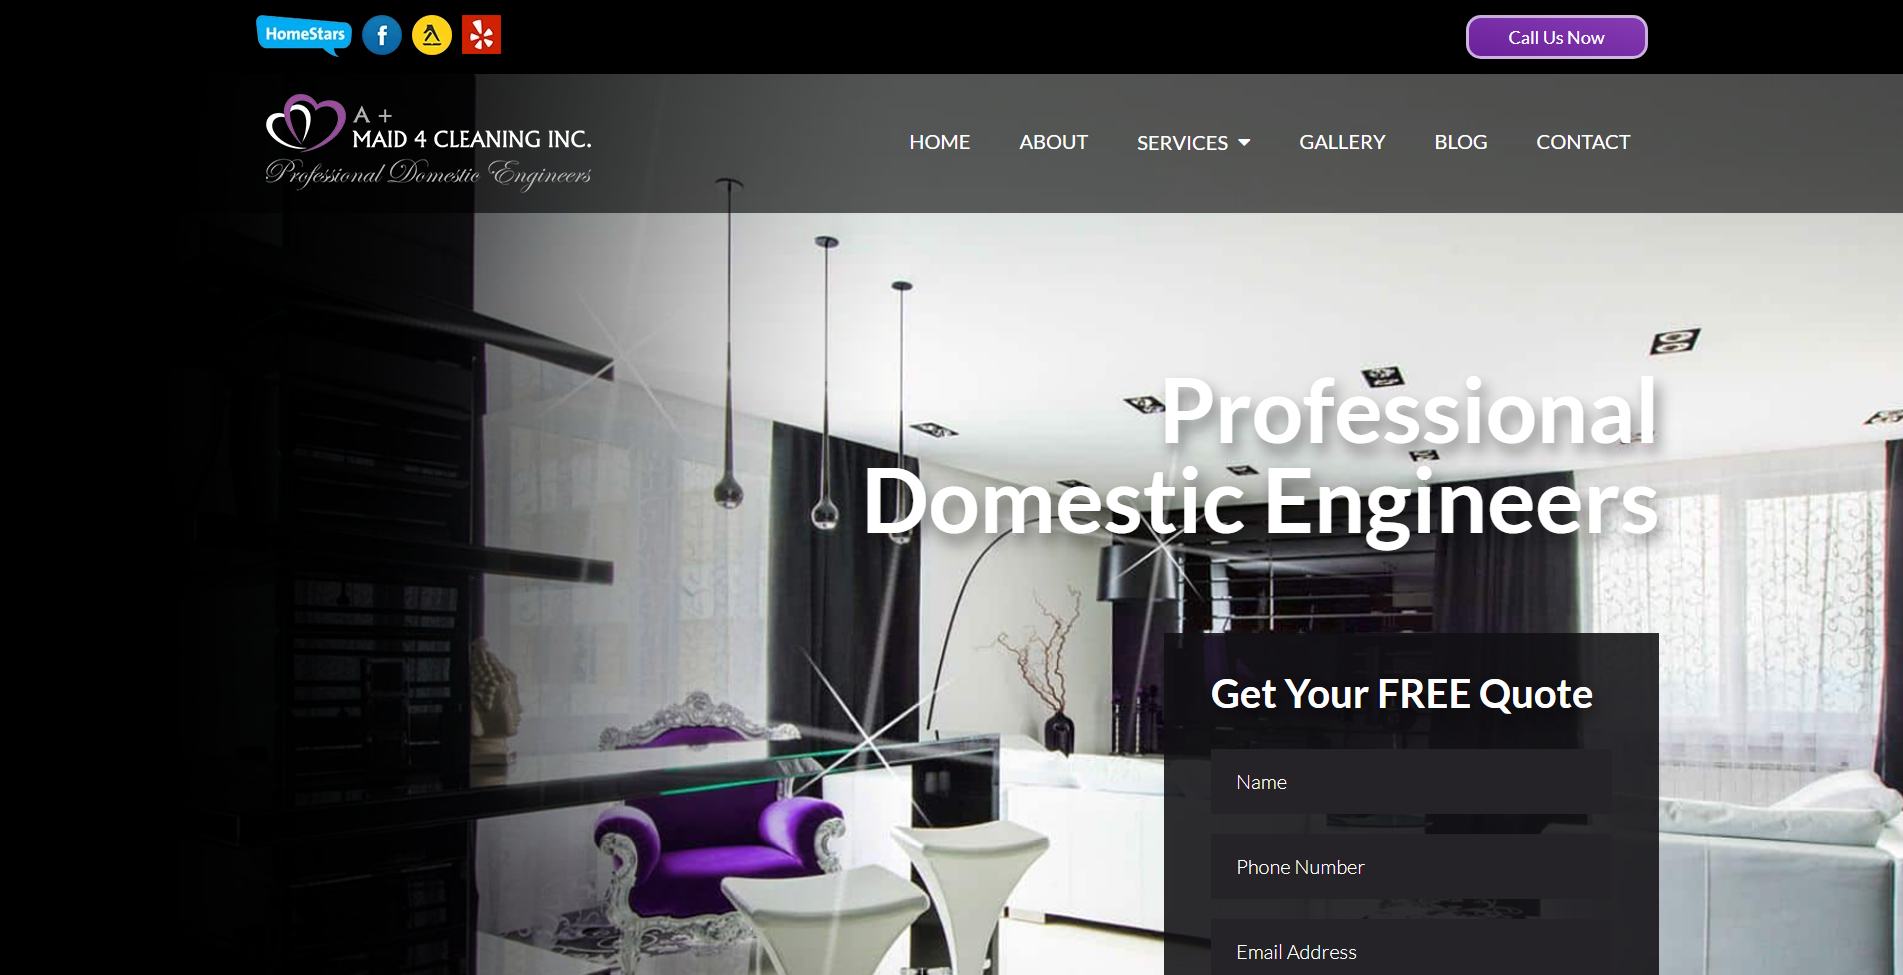 HomeStars
Call Us Now
A +
MAID 4 CLEANING INC.
Professional Domestic Engineers
HOME
ABOUT
SERVICES
GALLERY
BLOG
CONTACT
Professional
Domestic Engineers
Get Your FREE Quote
Name
Phone Number
Email Address